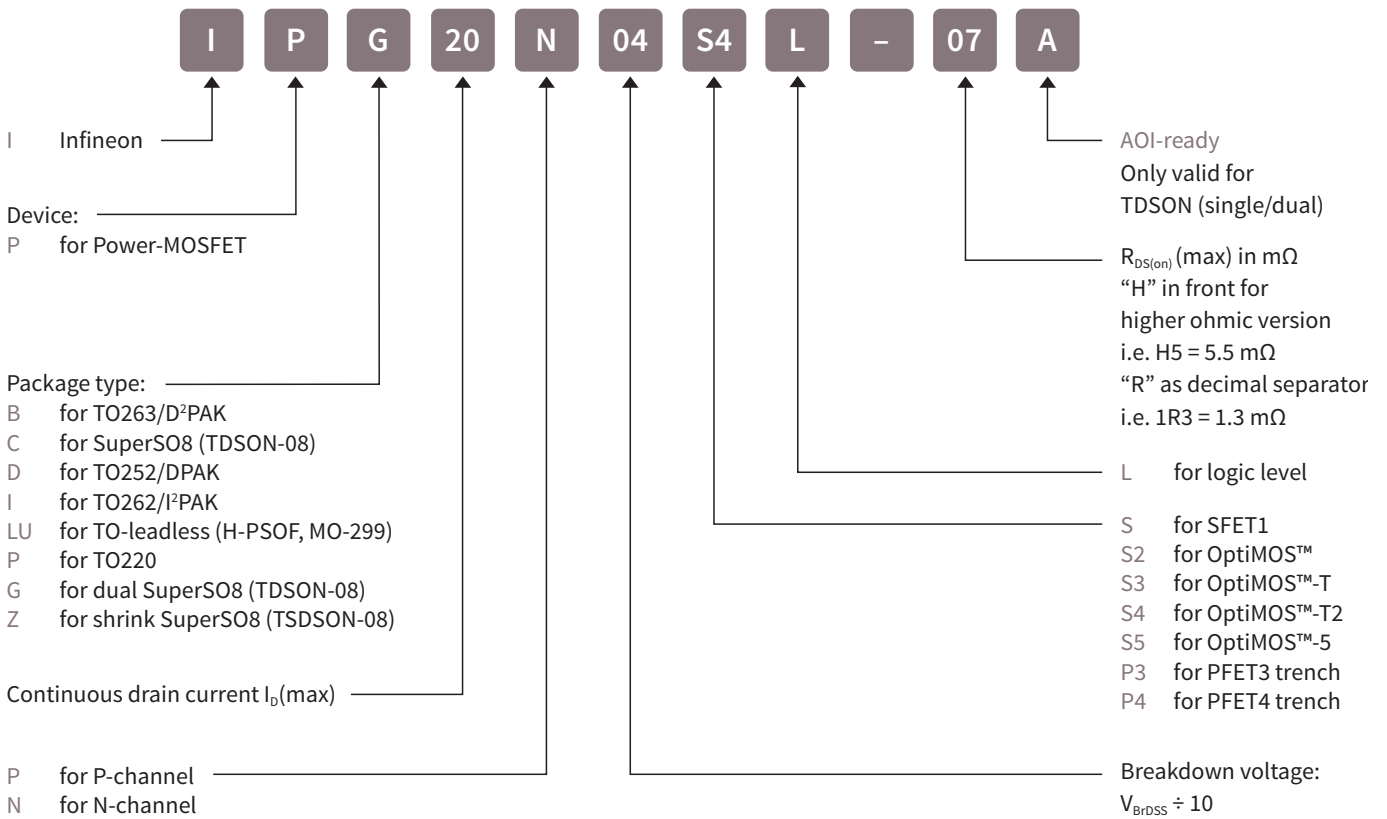 I P G 20 N 04 S4 L – 07 A
I Infineon
Device:
P for Power-MOSFET
Package type:
B for TO263/D²PAK
C for SuperSO8 (TDSON-08)
D for TO252/DPAK
I for TO262/I²PAK
LU for TO-leadless (H-PSOF, MO-299)
P for TO220
G for dual SuperSO8 (TDSON-08)
Z for shrink SuperSO8 (TSDSON-08)
Continuous drain current ID(max)
P for P-channel
N for N-channel
AOI-ready
Only valid for
TDSON (single/dual)
RDS(on) (max) in mΩ
“H” in front for
higher ohmic version
i.e. H5 = 5.5 mΩ
“R” as decimal separator
i.e. 1R3 = 1.3 mΩ
L for logic level
S for SFET1
S2 for OptiMOS™
S3 for OptiMOS™-T
S4 for OptiMOS™-T2
S5 for OptiMOS™-5
P3 for PFET3 trench
P4 for PFET4 trench
Breakdown voltage:
VBrDSS ÷ 10